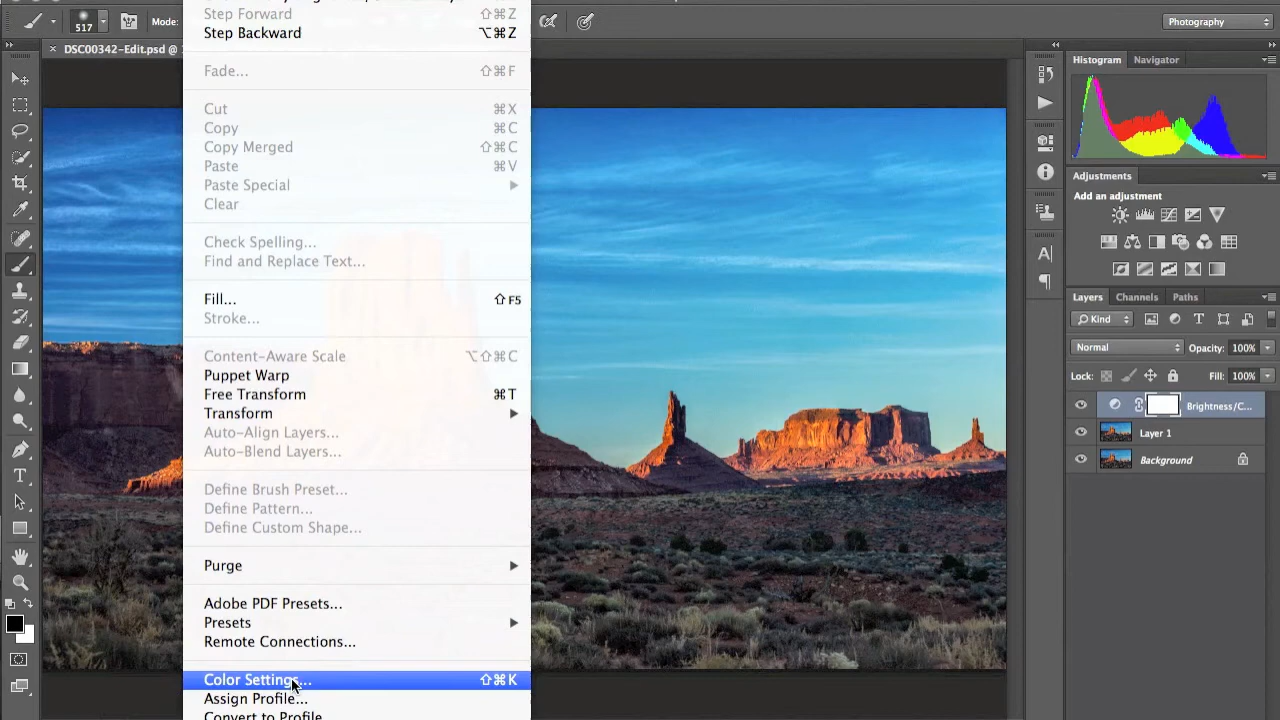 517
Mode:
Photography
DSC00342-Edit.psd @
Step Forward ⇧⌘Z
Step Backward ⌥⌘Z
Fade... ⇧⌘F
Cut ⌘X
Copy ⌘C
Copy Merged ⇧⌘C
Paste ⌘V
Paste Special
Clear
Check Spelling...
Find and Replace Text...
Fill... ⇧F5
Stroke...
Content-Aware Scale ⌥⇧⌘C
Puppet Warp
Free Transform ⌘T
Transform
Auto-Align Layers...
Auto-Blend Layers...
Define Brush Preset...
Define Pattern...
Define Custom Shape...
Purge
Adobe PDF Presets...
Presets
Remote Connections...
Color Settings... ⇧⌘K
Assign Profile...
Convert to Profile
Histogram Navigator
Adjustments
Add an adjustment
Layers Channels Paths
Kind
Normal Opacity: 100%
Lock: Fill: 100%
Brightness/C...
Layer 1
Background